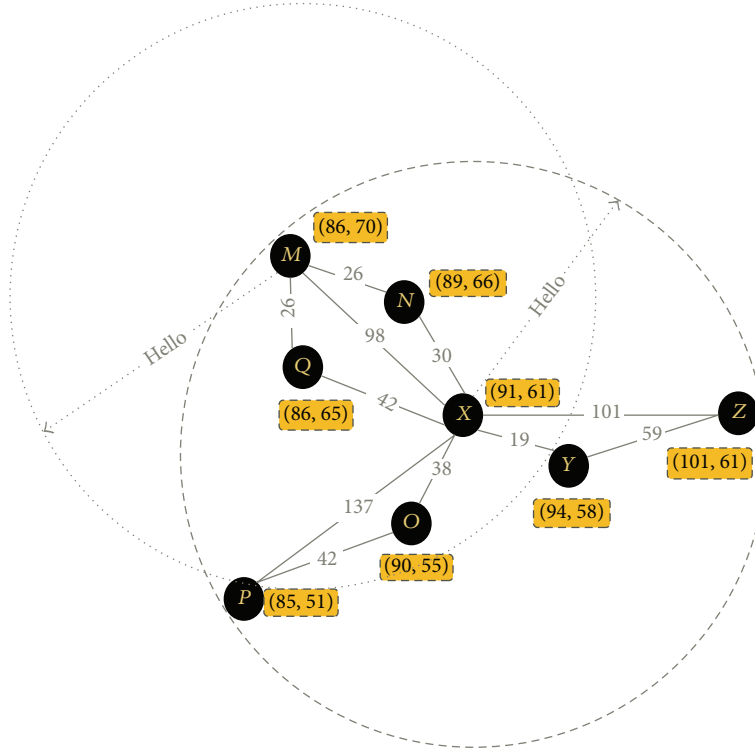 (86, 70)
M
26
(89, 66)
N
Hello
26
98
Hello
30
Q
42
(91, 61)
X
(86, 65)
101
Z
19
59
(101, 61)
Y
38
137
(94, 58)
O
42
(90, 55)
P
(85, 51)